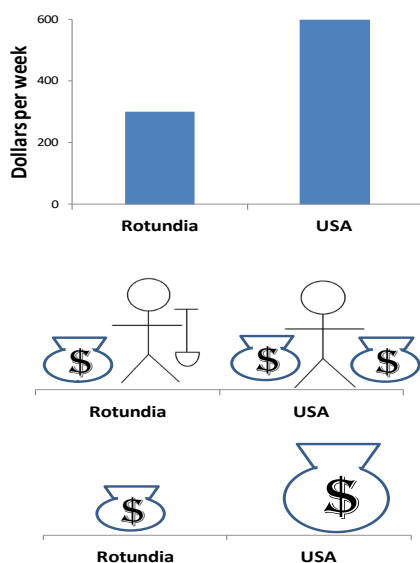 Dollars per week
600
400
200
0
Rotundia USA
$ $ $
Rotundia USA
$ $
Rotundia USA